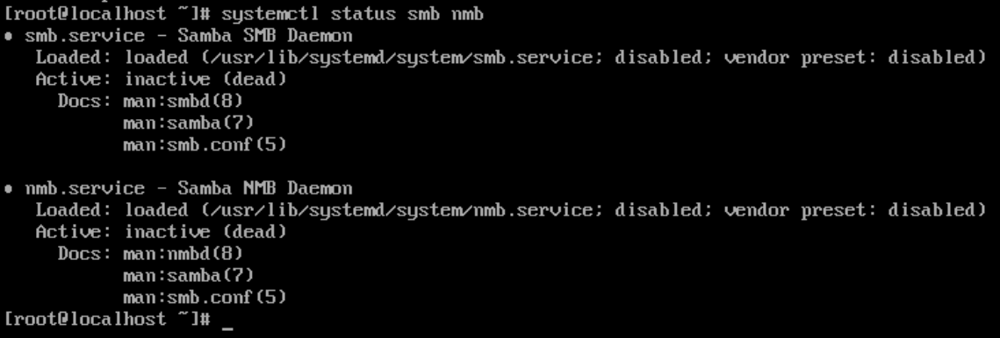 [root@localhost ~]# systemctl status smb nmb
● smb.service - Samba SMB Daemon
   Loaded: loaded (/usr/lib/systemd/system/smb.service; disabled; vendor preset: disabled)
   Active: inactive (dead)
     Docs: man:smbd(8)
           man:samba(7)
           man:smb.conf(5)

● nmb.service - Samba NMB Daemon
   Loaded: loaded (/usr/lib/systemd/system/nmb.service; disabled; vendor preset: disabled)
   Active: inactive (dead)
     Docs: man:nmbd(8)
           man:samba(7)
           man:smb.conf(5)
[root@localhost ~]# _